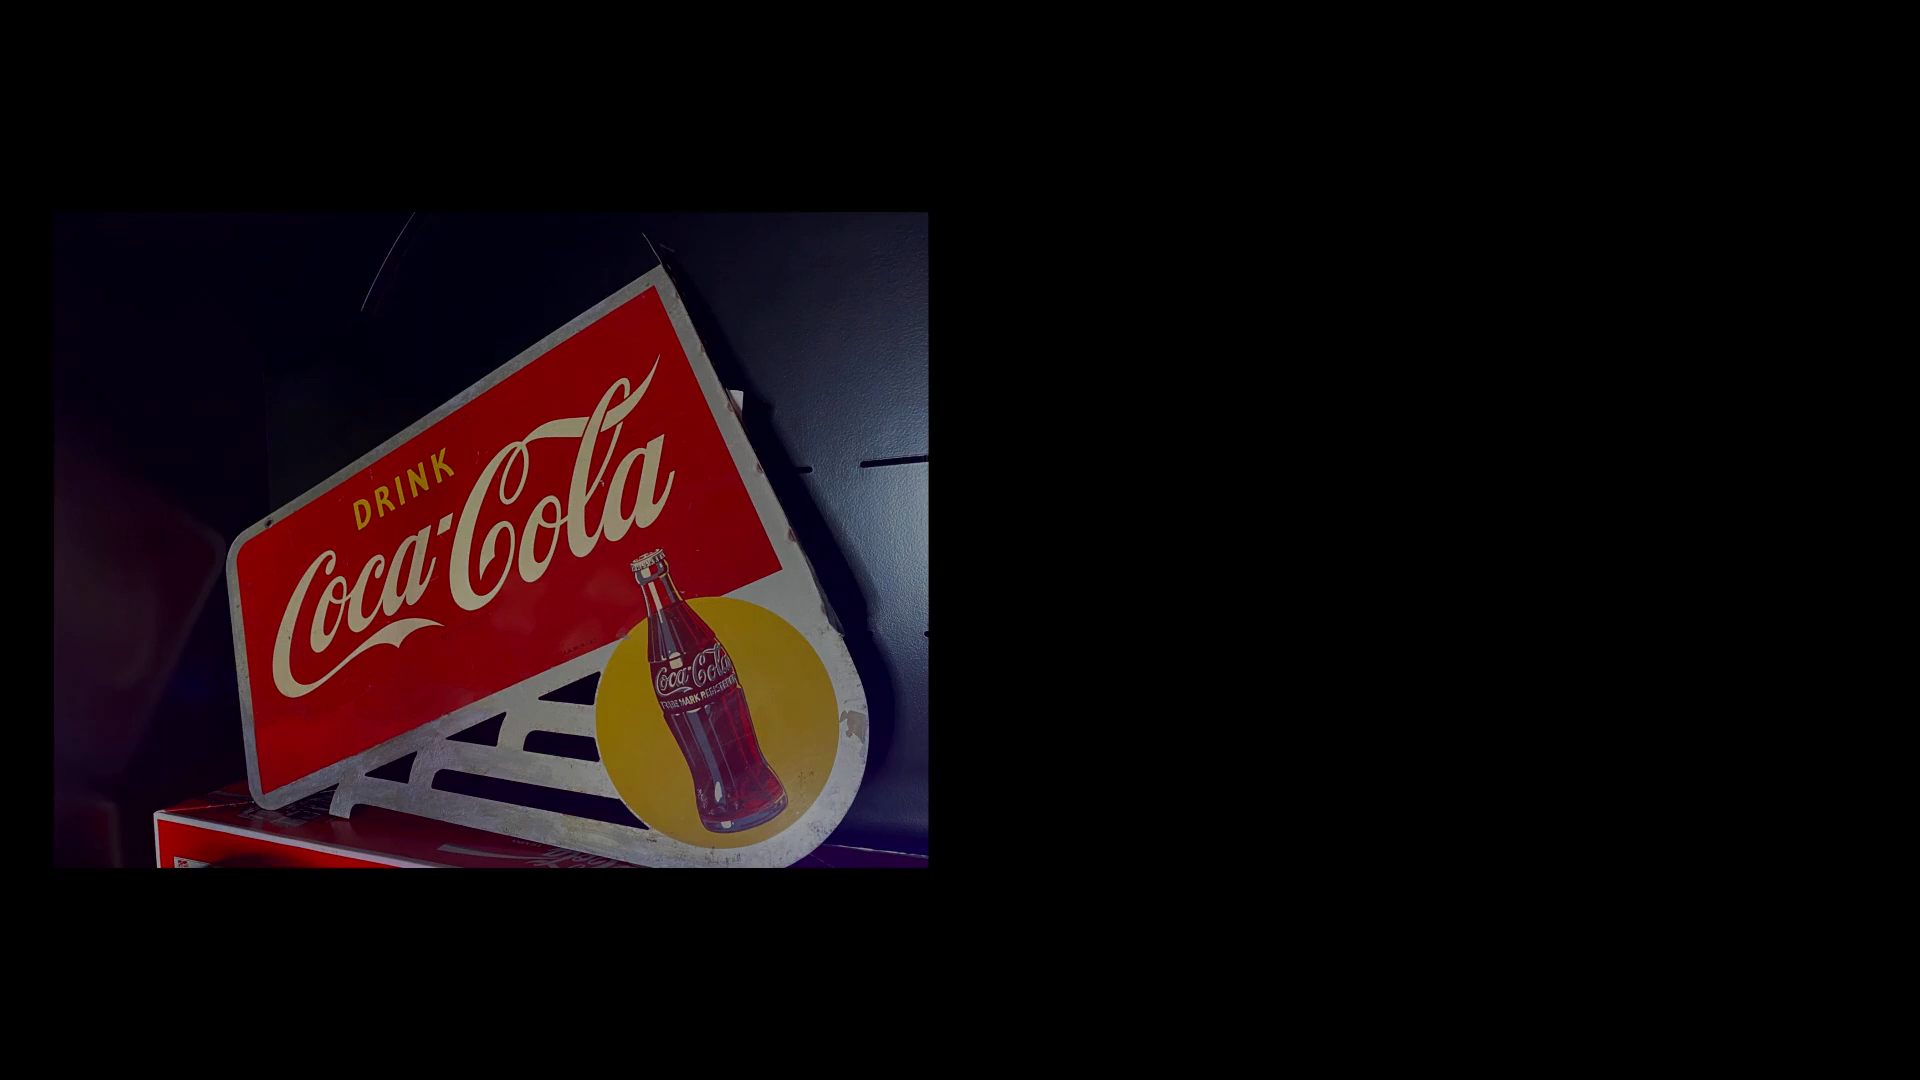 DRINK
Coca-Cola
Coca-Cola
TRADE MARK REGISTERED